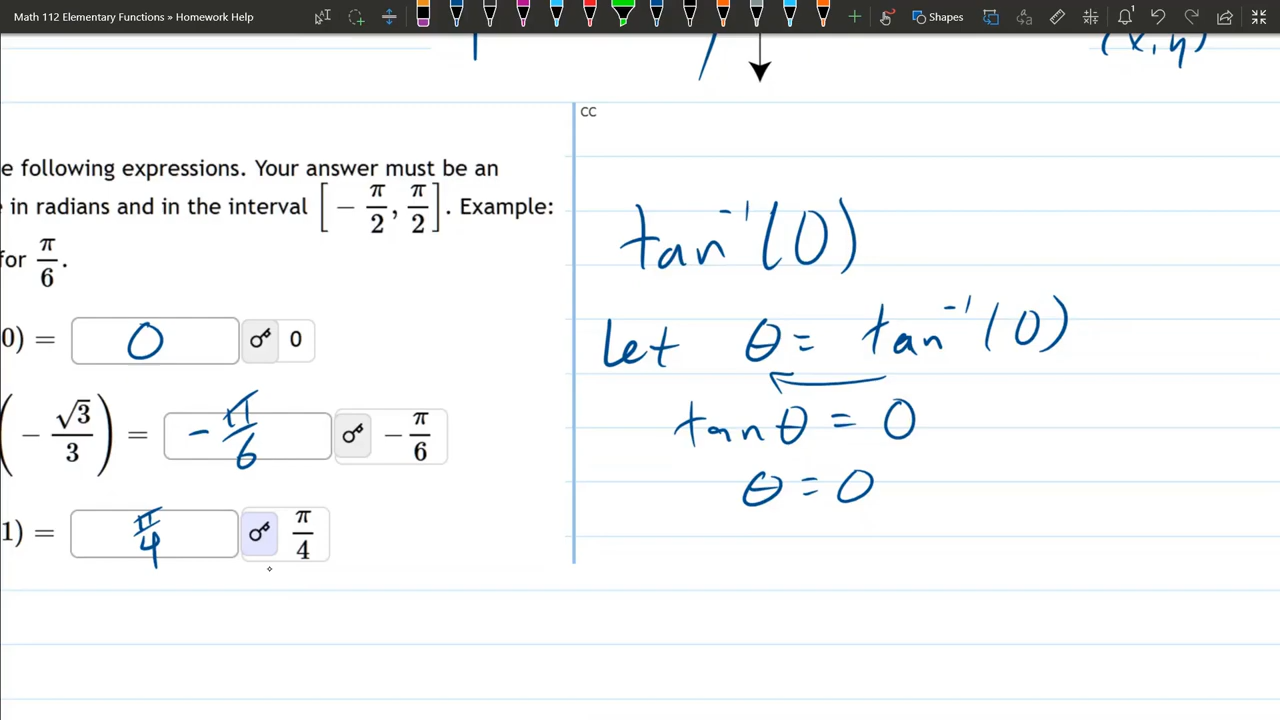 Math 112 Elementary Functions » Homework Help
Shapes
(x, y)
CC
e following expressions. Your answer must be an
e in radians and in the interval [ − π/2, π/2 ]. Example:
for π/6.
0) = 0 0
( − √3/3 ) = − π/6 − π/6
1) = π/4 π/4
tan⁻¹(0)
Let θ = tan⁻¹(0)
tan θ = 0
θ = 0